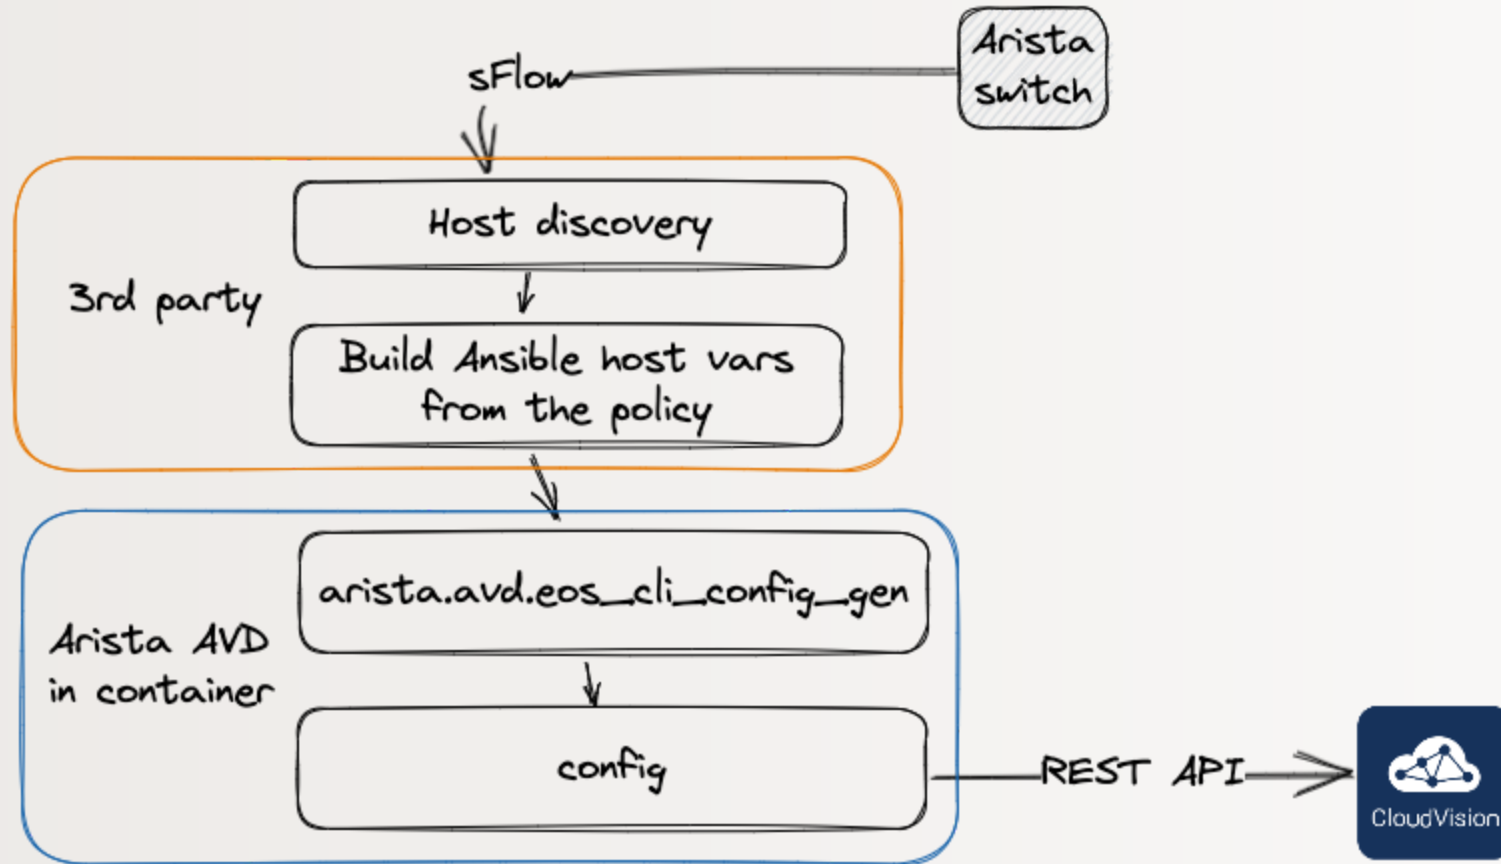 Arista
switch
sFlow
Host discovery
3rd party
Build Ansible host vars
from the policy
arista.avd.eos_cli_config_gen
Arista AVD
in container
config
REST API
CloudVision